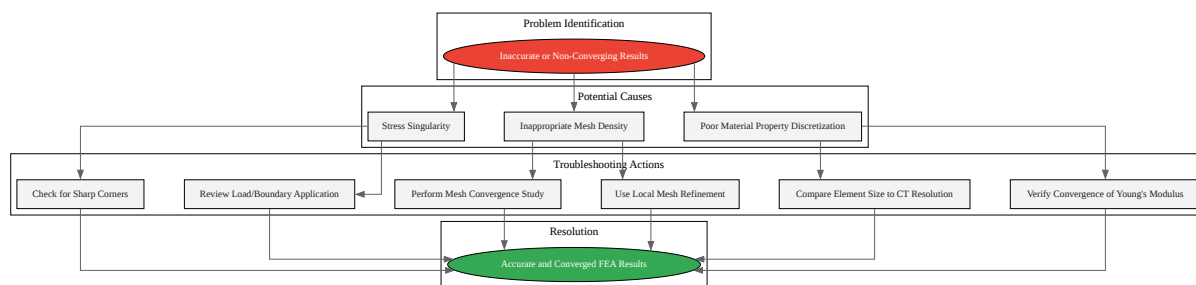 Problem Identification
Inaccurate or Non-Converging Results
Potential Causes
Stress Singularity
Inappropriate Mesh Density
Poor Material Property Discretization
Troubleshooting Actions
Check for Sharp Corners
Review Load/Boundary Application
Perform Mesh Convergence Study
Use Local Mesh Refinement
Compare Element Size to CT Resolution
Verify Convergence of Young's Modulus
Resolution
Accurate and Converged FEA Results